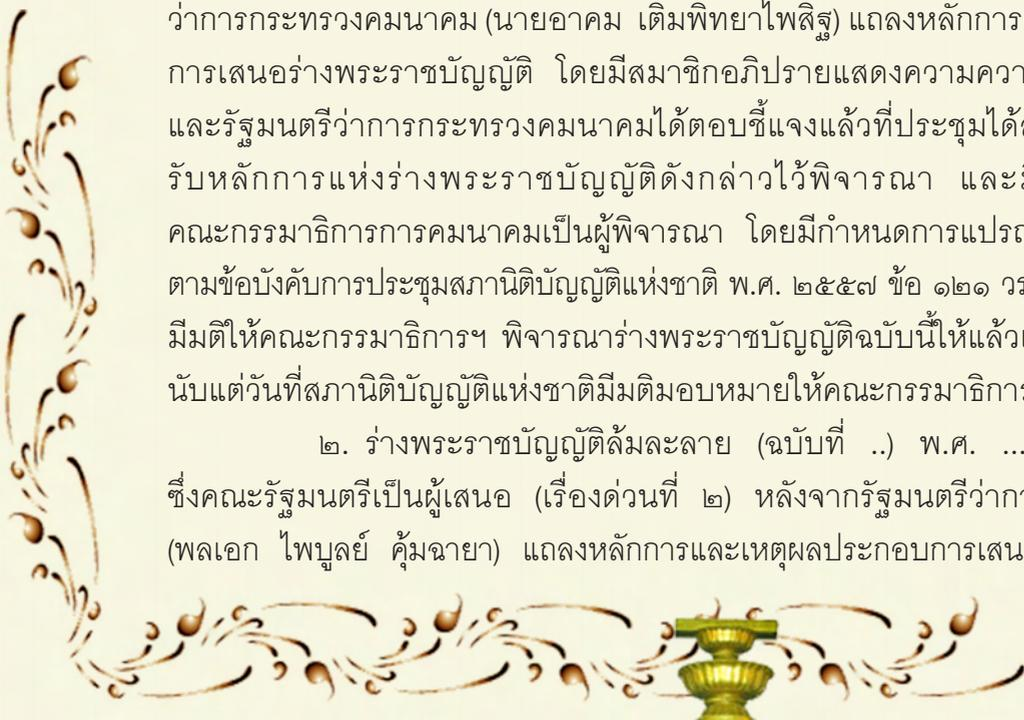 ว่าการกระทรวงคมนาคม (นายอาคม เติมพิทยาไพสิฐ) แถลงหลักการ
การเสนอร่างพระราชบัญญัติ โดยมีสมาชิกอภิปรายแสดงความควา
และรัฐมนตรีว่าการกระทรวงคมนาคมได้ตอบชี้แจงแล้วที่ประชุมได้
รับหลักการแห่งร่างพระราชบัญญัติดังกล่าวไว้พิจารณา และ
คณะกรรมาธิการการคมนาคมเป็นผู้พิจารณา โดยมีกำหนดการแปรณ
ตามข้อบังคับการประชุมสภานิติบัญญัติแห่งชาติ พ.ศ. ๒๕๕๗ ข้อ ๑๒๑ วร
มีมติให้คณะกรรมาธิการฯ พิจารณาร่างพระราชบัญญัติฉบับนี้ให้แล้ว
นับแต่วันที่สภานิติบัญญัติแห่งชาติมีมติมอบหมายให้คณะกรรมาธิการ
๒. ร่างพระราชบัญญัติล้มละลาย (ฉบับที่ ..) พ.ศ. ...
ซึ่งคณะรัฐมนตรีเป็นผู้เสนอ (เรื่องด่วนที่ ๒) หลังจากรัฐมนตรีว่ากา
(พลเอก ไพบูลย์ คุ้มฉายา) แถลงหลักการและเหตุผลประกอบการเสน